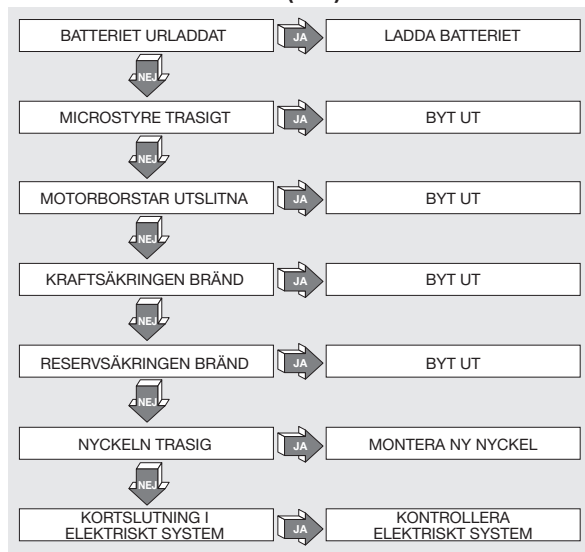 BATTERIET URLADDAT JA LADDA BATTERIET
NEJ
MICROSTYRE TRASIGT JA BYT UT
NEJ
MOTORBORSTAR UTSLITNA JA BYT UT
NEJ
KRAFTSÄKRINGEN BRÄND JA BYT UT
NEJ
RESERVSÄKRINGEN BRÄND JA BYT UT
NEJ
NYCKELN TRASIG JA MONTERA NY NYCKEL
NEJ
KORTSLUTNING I
ELEKTRISKT SYSTEM
JA
KONTROLLERA
ELEKTRISKT SYSTEM